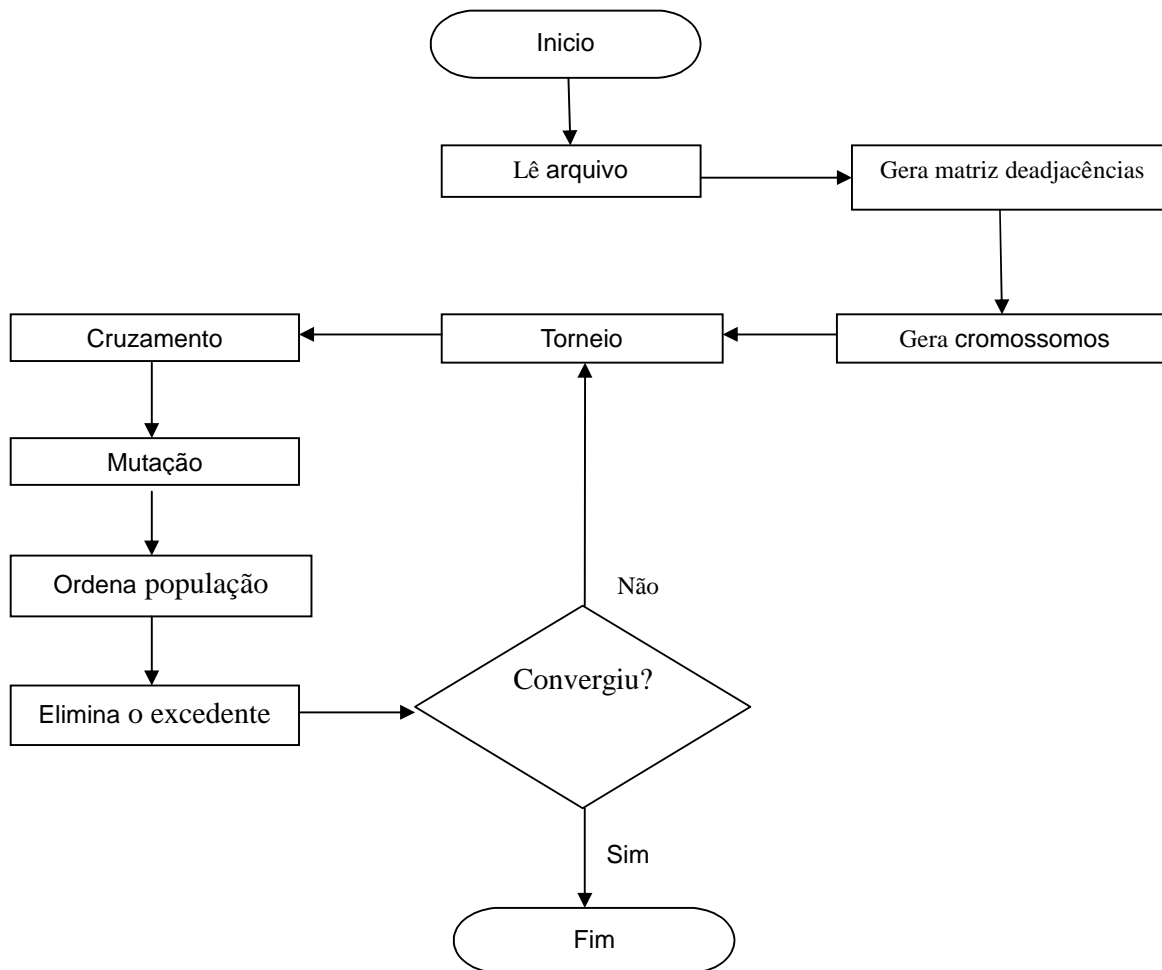 Inicio
Lê arquivo
Gera matriz deadjacências
Cruzamento
Torneio
Gera cromossomos
Mutação
Ordena população
Não
Convergiu?
Elimina o excedente
Sim
Fim